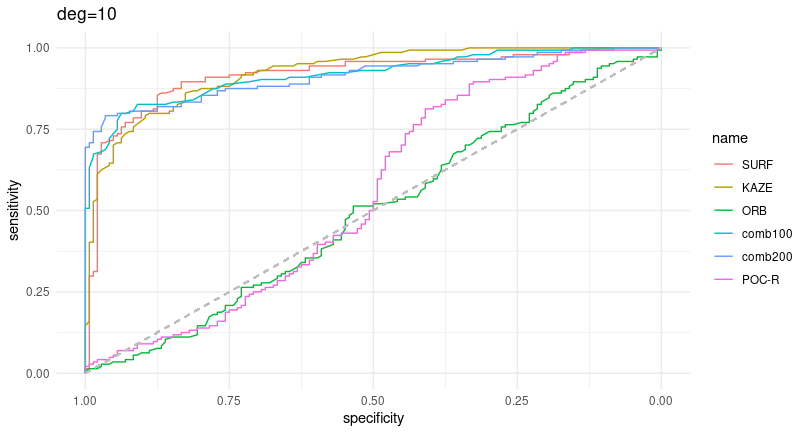 deg=10
sensitivity
1.00
0.75
0.50
0.25
0.00
1.00 0.75 0.50 0.25 0.00
specificity
name
SURF
KAZE
ORB
comb100
comb200
POC-R